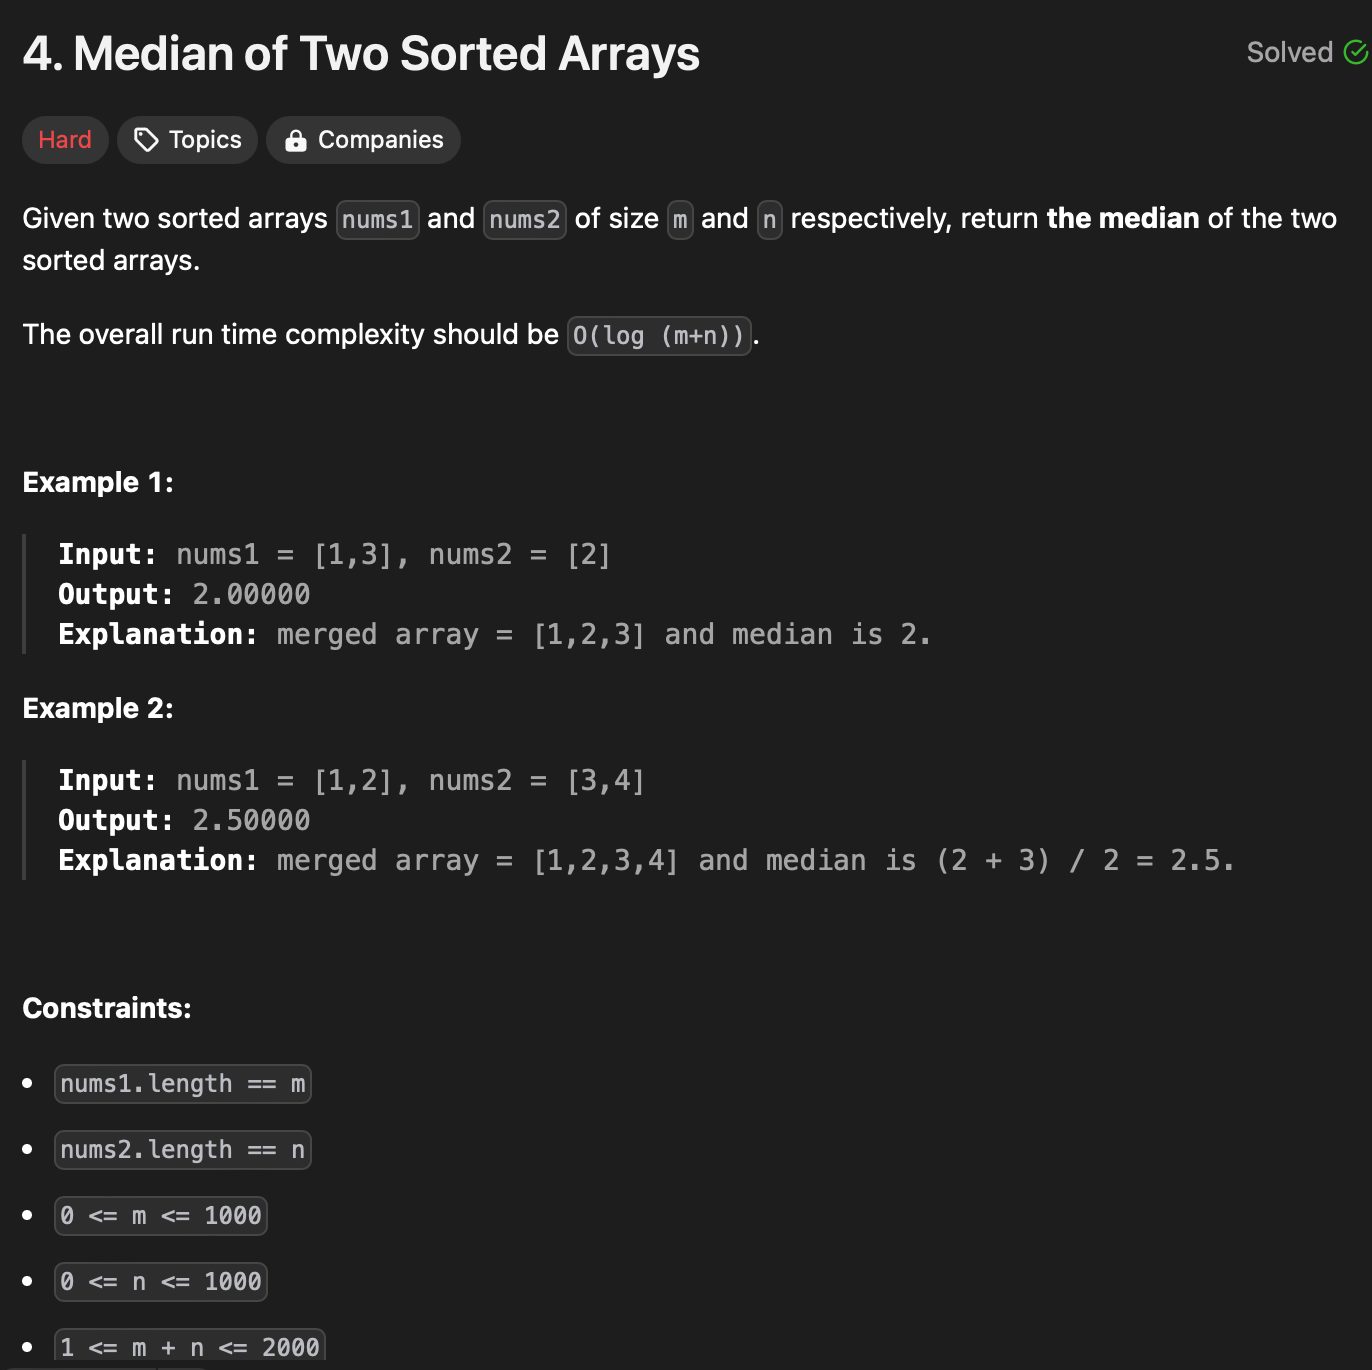 4. Median of Two Sorted Arrays
Solved
Hard
Topics
Companies
Given two sorted arrays nums1 and nums2 of size m and n respectively, return the median of the two
sorted arrays.
The overall run time complexity should be O(log (m+n)).
Example 1:
Input: nums1 = [1,3], nums2 = [2]
Output: 2.00000
Explanation: merged array = [1,2,3] and median is 2.
Example 2:
Input: nums1 = [1,2], nums2 = [3,4]
Output: 2.50000
Explanation: merged array = [1,2,3,4] and median is (2 + 3) / 2 = 2.5.
Constraints:
• nums1.length == m
• nums2.length == n
• 0 <= m <= 1000
• 0 <= n <= 1000
• 1 <= m + n <= 2000